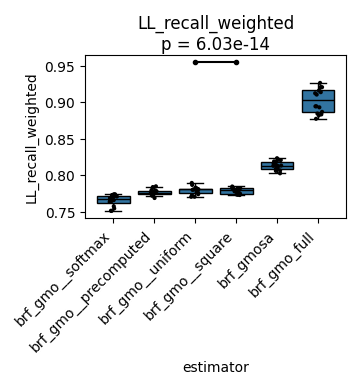 LL_recall_weighted
p = 6.03e-14
LL_recall_weighted
0.95
0.90
0.85
0.80
0.75
brf_gmo__softmax
brf_gmo__precomputed
brf_gmo__uniform
brf_gmo__square
brf_gmosa
brf_gmo_full
estimator